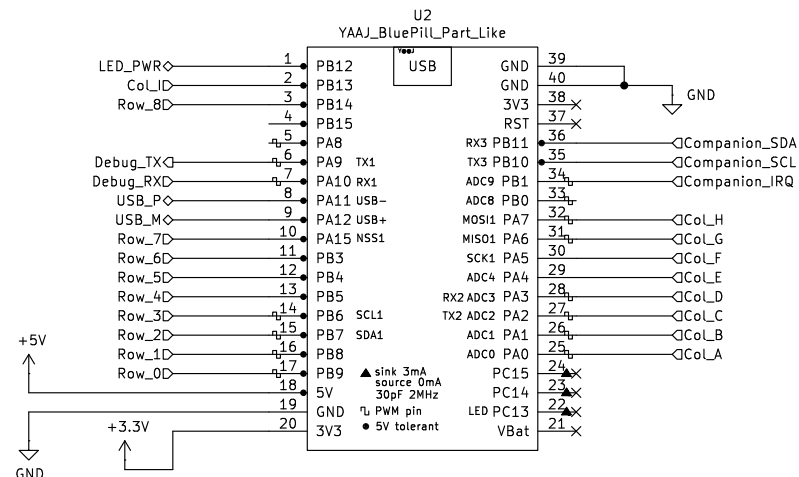 U2
YAAJ_BluePill_Part_Like
YaaJ
USB
LED_PWR 1 PB12
Col_I 2 PB13
Row_8 3 PB14
4 PB15
5 PA8
Debug_TX 6 PA9 TX1
Debug_RX 7 PA10 RX1
USB_P 8 PA11 USB-
USB_M 9 PA12 USB+
Row_7 10 PA15 NSS1
Row_6 11 PB3
Row_5 12 PB4
Row_4 13 PB5
Row_3 14 PB6 SCL1
Row_2 15 PB7 SDA1
Row_1 16 PB8
Row_0 17 PB9
+5V 18 5V
GND 19 GND
+3.3V 20 3V3
sink 3mA
source 0mA
30pF 2MHz
PWM pin
5V tolerant
GND 39
GND 40 GND
3V3 38
RST 37
RX3 PB11 36 Companion_SDA
TX3 PB10 35 Companion_SCL
ADC9 PB1 34 Companion_IRQ
ADC8 PB0 33
MOSI1 PA7 32 Col_H
MISO1 PA6 31 Col_G
SCK1 PA5 30 Col_F
ADC4 PA4 29 Col_E
RX2 ADC3 PA3 28 Col_D
TX2 ADC2 PA2 27 Col_C
ADC1 PA1 26 Col_B
ADC0 PA0 25 Col_A
PC15 24
PC14 23
LED PC13 22
VBat 21